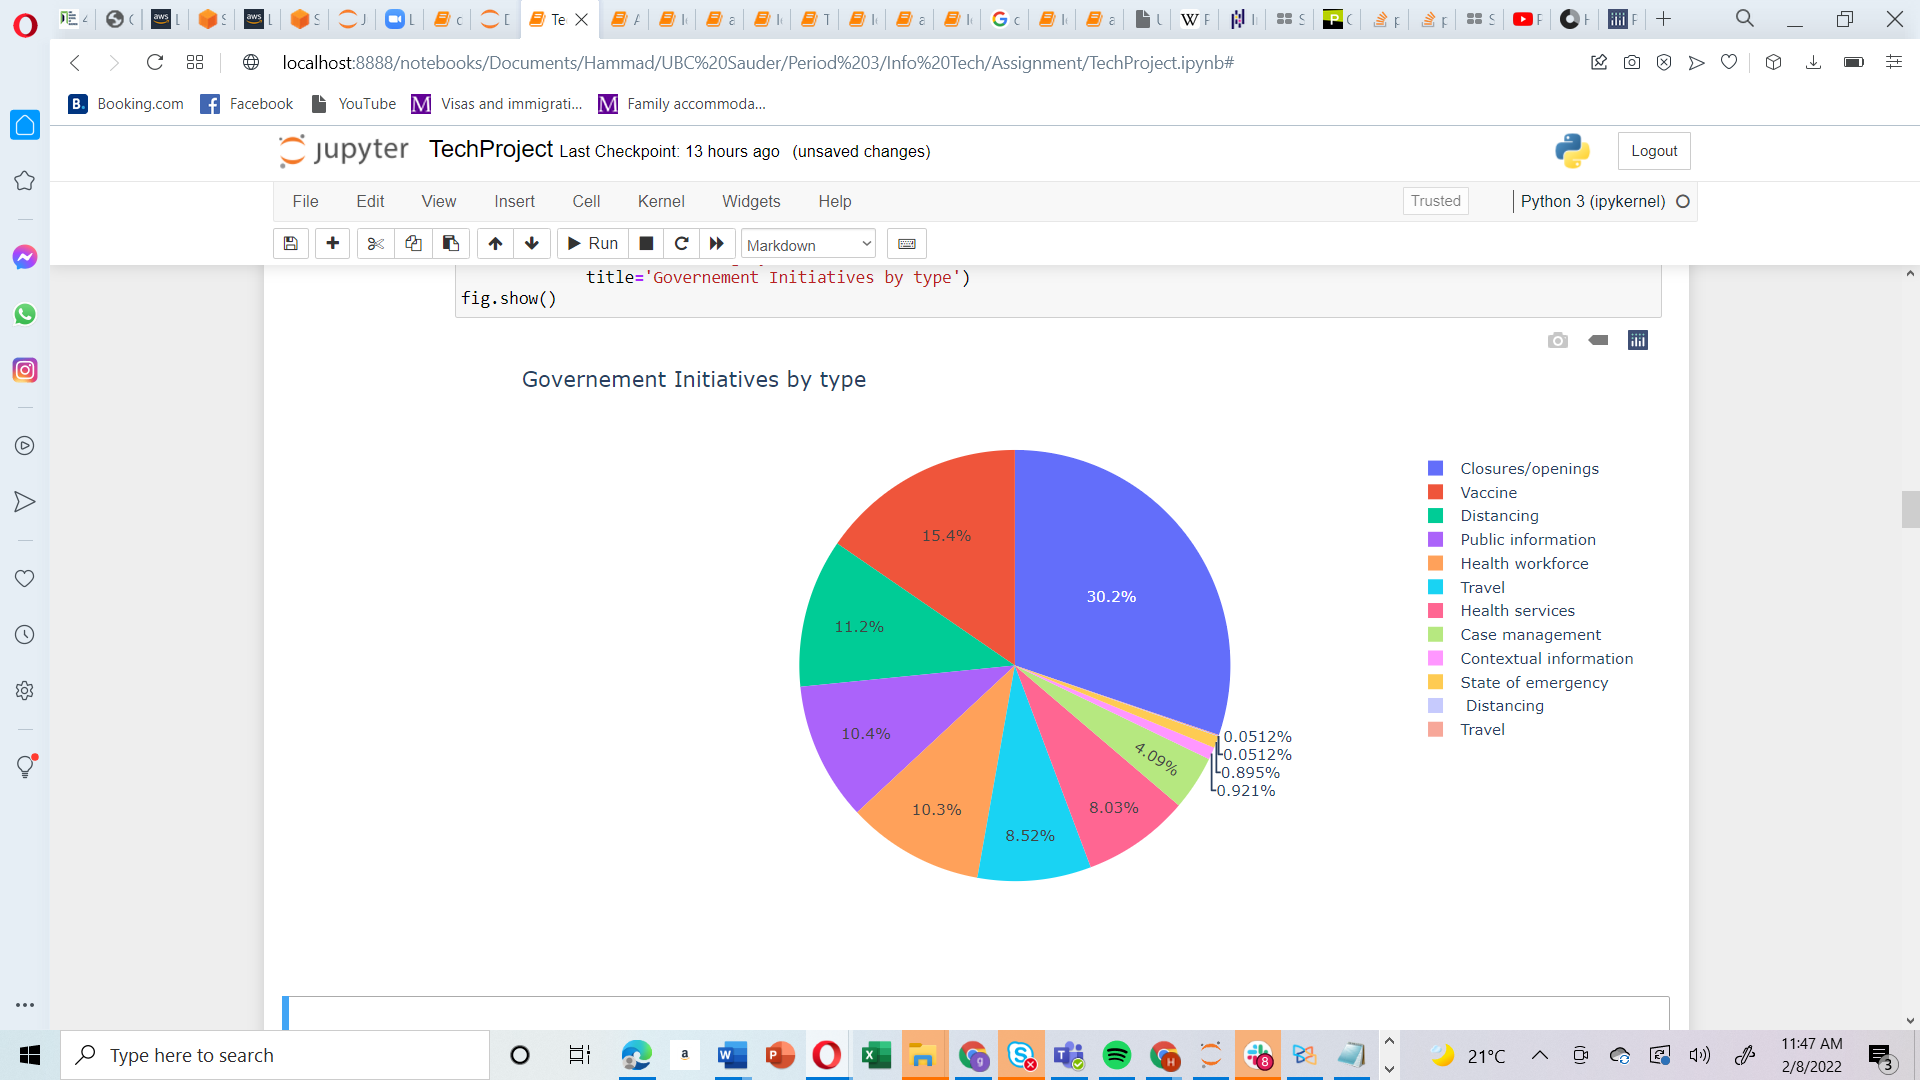 localhost:8888/notebooks/Documents/Hammad/UBC%20Sauder/Period%203/Info%20Tech/Assignment/TechProject.ipynb#
Booking.com Facebook YouTube Visas and immigrati... Family accommoda...
jupyter TechProject Last Checkpoint: 13 hours ago (unsaved changes) Logout
File Edit View Insert Cell Kernel Widgets Help Trusted Python 3 (ipykernel)
Run Markdown
title='Governement Initiatives by type')
fig.show()
Governement Initiatives by type
15.4%
30.2%
11.2%
10.4%
10.3%
8.52%
8.03%
4.09%
0.0512%
0.0512%
0.895%
0.921%
Closures/openings
Vaccine
Distancing
Public information
Health workforce
Travel
Health services
Case management
Contextual information
State of emergency
Distancing
Travel
Type here to search
21°C
11:47 AM
2/8/2022
3
8